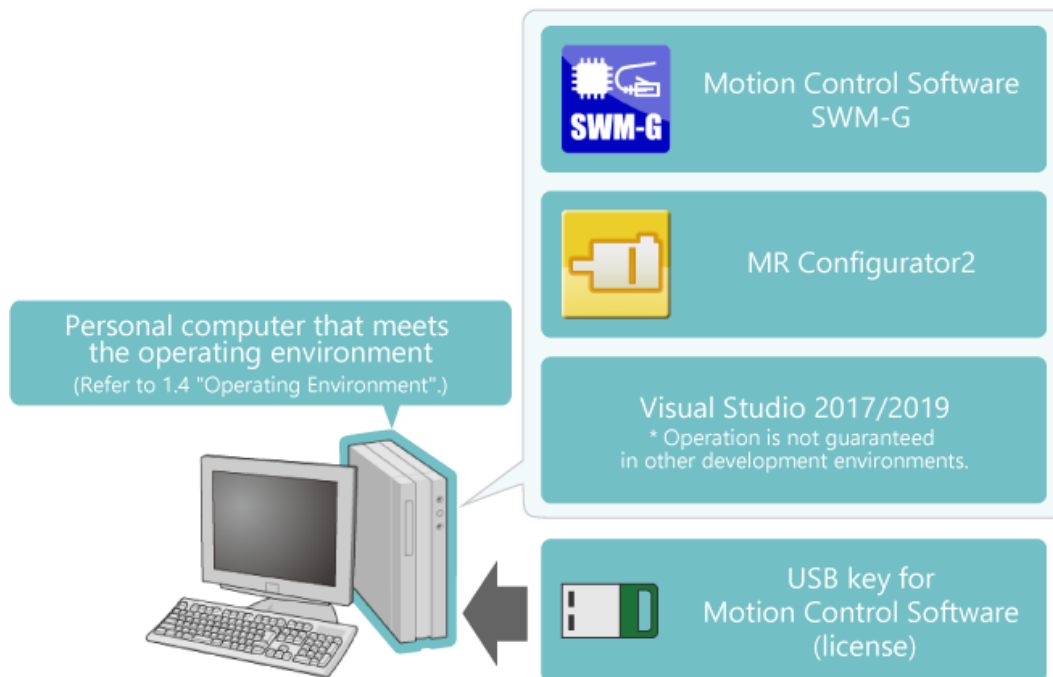 SWM-G
Motion Control Software
SWM-G
MR Configurator2
Personal computer that meets
the operating environment
(Refer to 1.4 "Operating Environment".)
Visual Studio 2017/2019
* Operation is not guaranteed
in other development environments.
USB key for
Motion Control Software
(license)